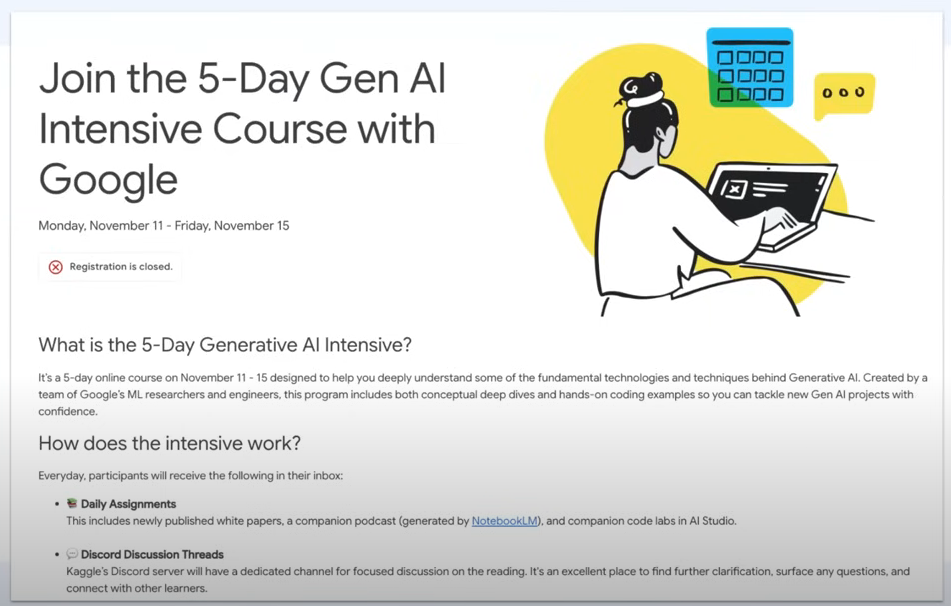 Join the 5-Day Gen AI
Intensive Course with
Google
Monday, November 11 - Friday, November 15
Registration is closed.
What is the 5-Day Generative AI Intensive?
It's a 5-day online course on November 11 - 15 designed to help you deeply understand some of the fundamental technologies and techniques behind Generative AI. Created by a
team of Google's ML researchers and engineers, this program includes both conceptual deep dives and hands-on coding examples so you can tackle new Gen AI projects with
confidence.
How does the intensive work?
Everyday, participants will receive the following in their inbox:
• 📚 Daily Assignments
This includes newly published white papers, a companion podcast (generated by NotebookLM), and companion code labs in AI Studio.
• 💬 Discord Discussion Threads
Kaggle's Discord server will have a dedicated channel for focused discussion on the reading. It's an excellent place to find further clarification, surface any questions, and
connect with other learners.